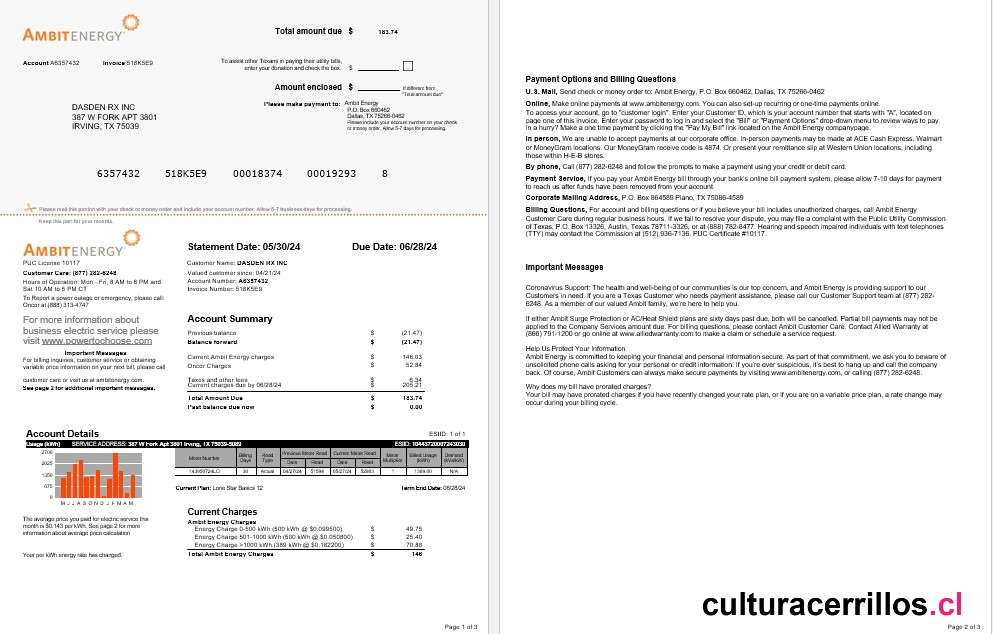 AMBITENERGY
Total amount due $ 183.74
Account A6357432 Invoice 518K5E9
To assist other Texans in paying their utility bills,
enter your donation and check the box. $
Amount enclosed $ if different from
"Total amount due"
Please make payment to: Ambit Energy
P.O. Box 660462
Dallas, TX 75266-0462
Please include your account number on your check
or money order. Allow 5-7 days for processing.
DASDEN RX INC
387 W FORK APT 3801
IRVING, TX 75039
6357432 518K5E9 00018374 00019293 8
Please mail this portion with your check or money order and include your account number. Allow 5-7 business days for processing.
Keep this part for your records.
AMBITENERGY
PUC License 10117
Customer Care: (877) 282-6248
Hours of Operation: Mon - Fri, 8 AM to 6 PM and
Sat 10 AM to 5 PM CT
To Report a power outage or emergency, please call:
Oncor at (888) 313-4747
For more information about
business electric service please
visit www.powertochoose.com
Important Messages
For billing inquiries, customer service or obtaining
variable price information on your next bill, please call
customer care or visit us at ambitenergy.com.
See page 2 for additional important messages.
Statement Date: 05/30/24 Due Date: 06/28/24
Customer Name: DASDEN RX INC
Valued customer since: 04/21/24
Account Number: A6357432
Invoice Number: 518K5E9
Account Summary
Previous balance $ (21.47)
Balance forward $ (21.47)
Current Ambit Energy charges $ 146.03
Oncor Charges $ 52.84
Taxes and other fees $ 6.34
Current charges due by 06/28/24 $ 205.21
Total Amount Due $ 183.74
Past balance due now $ 0.00
Account Details ESIID: 1 of 1
Usage (kWh) SERVICE ADDRESS: 387 W Fork Apt 3801 Irving, TX 75039-5089
2700
2025
1350
675
0
M J J A S O N D J F M A M
Meter Number Billing Days Read Type Previous Meter Read Current Meter Read Meter Multiplier Billed Usage (kWh) Demand
Date Read Date Read
30 Actual 04/27/24 51594 05/27/24 52983 1 1389.00 N/A
Current Plan: Lone Star Basics 12 Term End Date: 08/28/24
The average price you paid for electric service this
month is $0.143 per kWh. See page 2 for more
information about average price calculation
Your per kWh energy rate has changed.
Current Charges
Ambit Energy Charges
Energy Charge 0-500 kWh (500 kWh @ $0.099500) $ 49.75
Energy Charge 501-1000 kWh (500 kWh @ $0.050800) $ 25.40
Energy Charge >1000 kWh (389 kWh @ $0.182200) $ 70.88
Total Ambit Energy Charges $ 146
Page 1 of 3
Payment Options and Billing Questions
U.S. Mail, Send check or money order to: Ambit Energy, P.O. Box 660462, Dallas, TX 75266-0462
Online, Make online payments at www.ambitenergy.com. You can also set-up recurring or one-time payments online.
To access your account, go to "customer login". Enter your Customer ID, which is your account number that starts with "A", located on
page one of this invoice. Enter your password to log in and select the "Bill" or "Payment Options" drop-down menu to review ways to pay.
In a hurry? Make a one time payment by clicking the "Pay My Bill" link located on the Ambit Energy companypage.
In person, We are unable to accept payments at our corporate office. In-person payments may be made at ACE Cash Express, Walmart
or MoneyGram locations. Our MoneyGram receive code is 4874. Or present your remittance slip at Western Union locations, including
those within H-E-B stores.
By phone, Call (877) 282-6248 and follow the prompts to make a payment using your credit or debit card.
Payment Service, If you pay your Ambit Energy bill through your bank's online bill payment system, please allow 7-10 days for payment
to reach us after funds have been removed from your account
Corporate Mailing Address, P.O. Box 864589 Plano, TX 75086-4589
Billing Questions, For account and billing questions or if you believe your bill includes unauthorized charges, call Ambit Energy
Customer Care during regular business hours. If we fail to resolve your dispute, you may file a complaint with the Public Utility Commission
of Texas, P.O. Box 13326, Austin, Texas 78711-3326, or at (888) 782-8477. Hearing and speech impaired individuals with text telephones
(TTY) may contact the Commission at (512) 936-7136. PUC Certificate #10117.
Important Messages
Coronavirus Support: The health and well-being of our communities is our top concern, and Ambit Energy is providing support to our
Customers in need. If you are a Texas Customer who needs payment assistance, please call our Customer Support team at (877) 282-
6248. As a member of our valued Ambit family, we're here to help you.
If either Ambit Surge Protection or AC/Heat Shield plans are sixty days past due, both will be cancelled. Partial bill payments may not be
applied to the Company Services amount due. For billing questions, please contact Ambit Customer Care. Contact Allied Warranty at
(866) 791-1200 or go online at www.alliedwarranty.com to make a claim or schedule a service request.
Help Us Protect Your Information
Ambit Energy is committed to keeping your financial and personal information secure. As part of that commitment, we ask you to beware of
unsolicited phone calls asking for your personal or credit information. If you're ever suspicious, it's best to hang up and call the company
back. Of course, Ambit Customers can always make secure payments by visiting www.ambitenergy.com, or calling (877) 282-6248.
Why does my bill have prorated charges?
Your bill may have prorated charges if you have recently changed your rate plan, or if you are on a variable price plan, a rate change may
occur during your billing cycle.
culturacerrillos.cl
Page 2 of 3